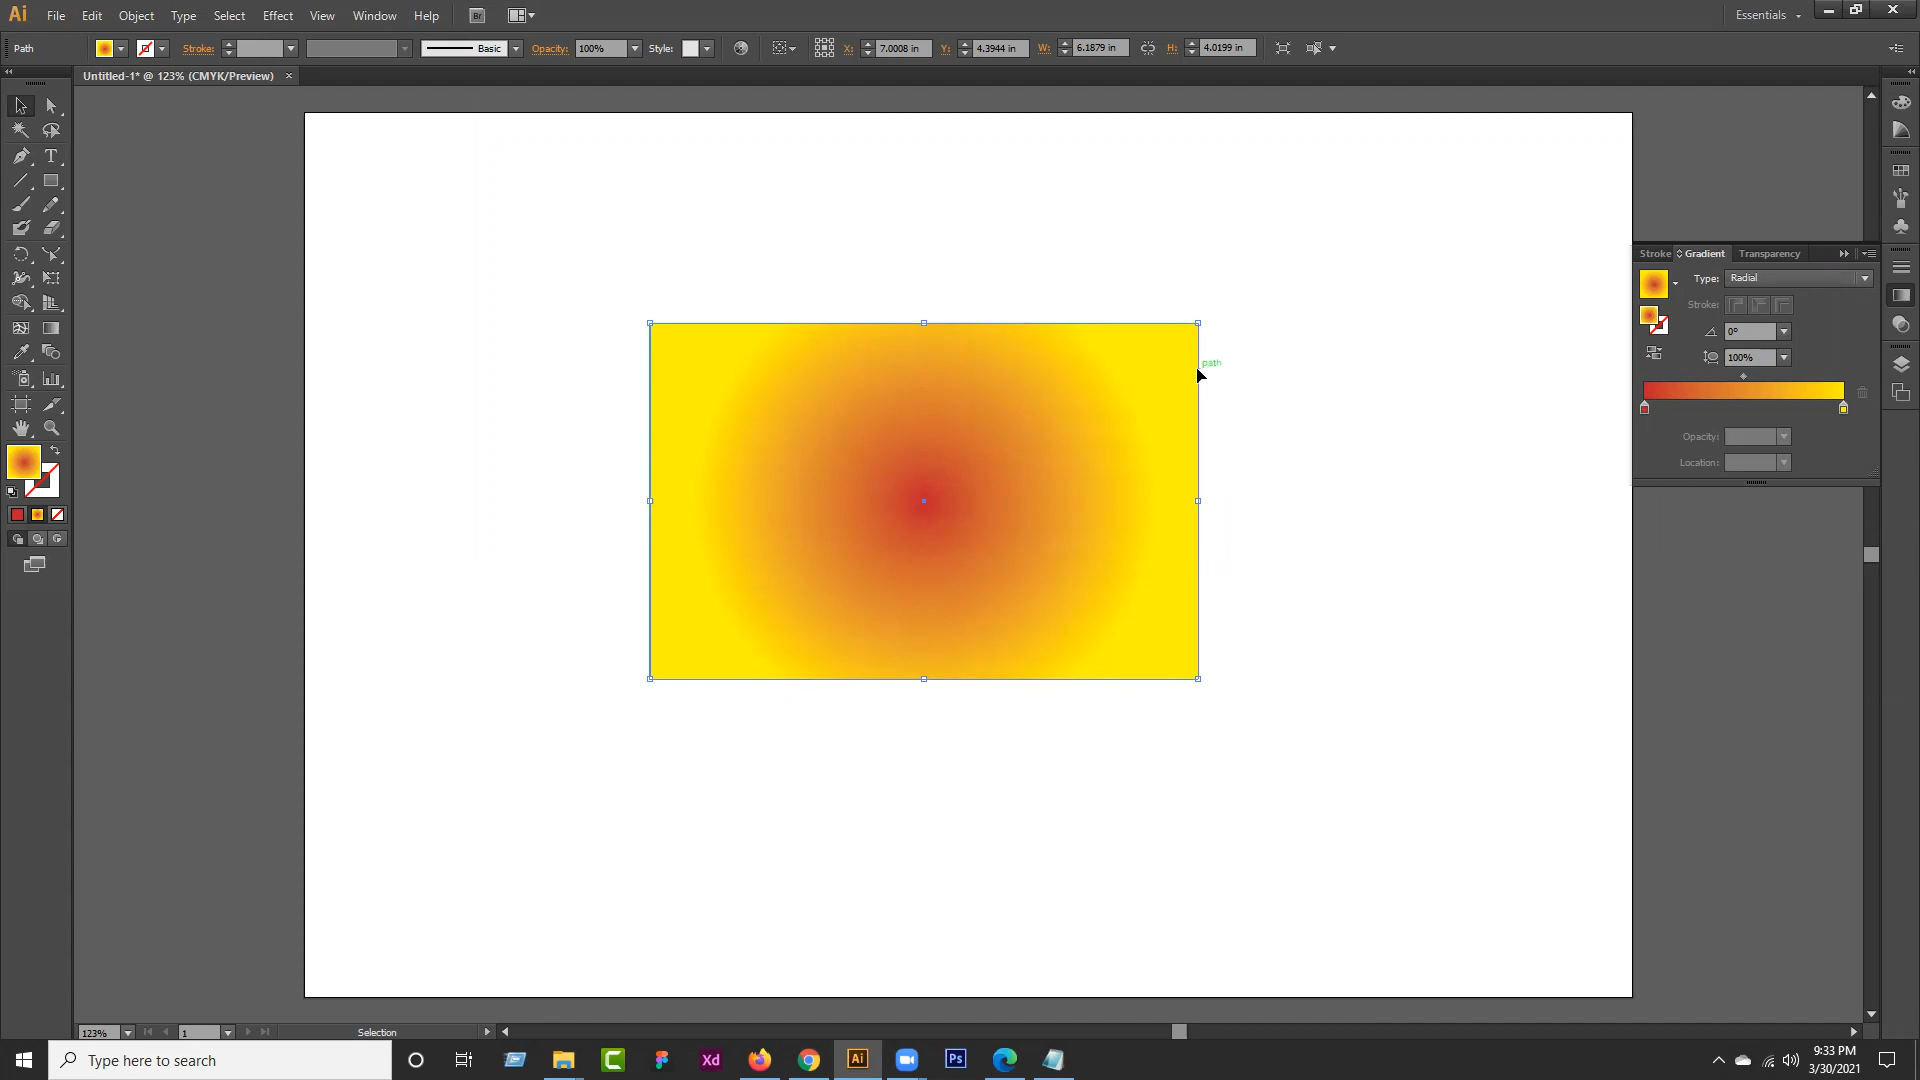 Ai File Edit Object Type Select Effect View Window Help Br Essentials
Path Stroke: Basic Opacity: 100% Style: X: 7.0008 in Y: 4.3944 in W: 6.1879 in H: 4.0199 in
Untitled-1* @ 123% (CMYK/Preview)
Stroke Gradient Transparency
Type: Radial
Stroke:
0°
path
100%
Opacity:
Location:
123% 1 Selection
Type here to search
Xd Ai Ps
9:33 PM
3/30/2021